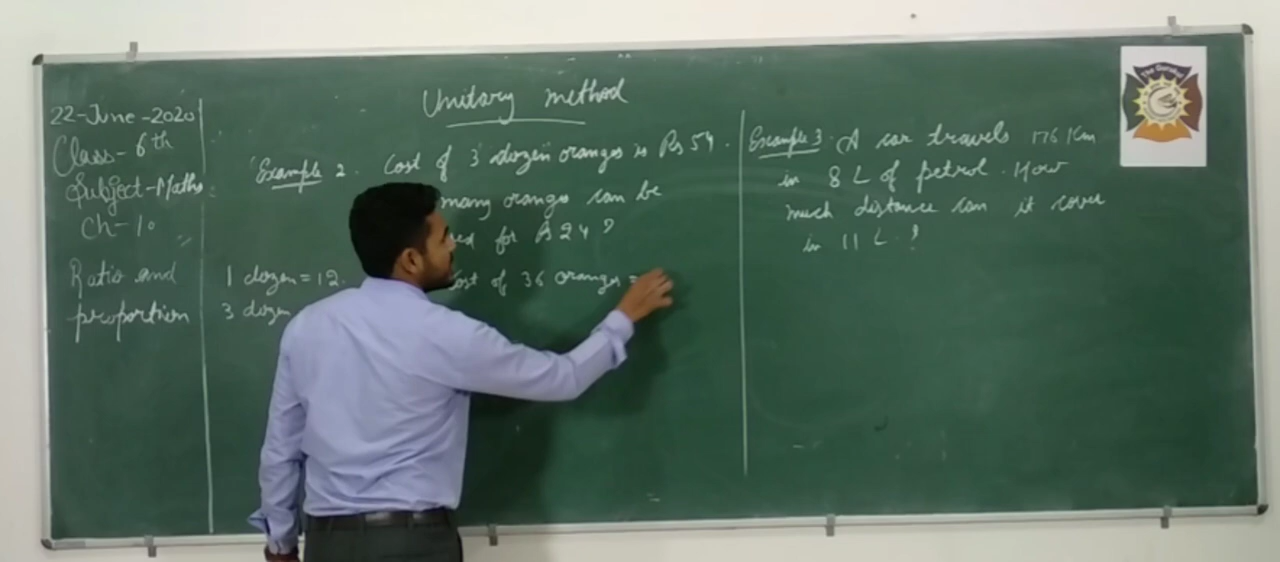 22-June-2020
Class-6th
Subject-Maths
Ch-10
Ratio and
proportion
Unitary method
Example 2. Cost of 3 dozen oranges is Rs 54.
many oranges can be
for Rs 24?
1 dozen = 12.
3 dozen
Cost of 36 oranges =
Example 3. A car travels 176 Km
in 8 L of petrol. How
much distance can it cover
in 11 L.?